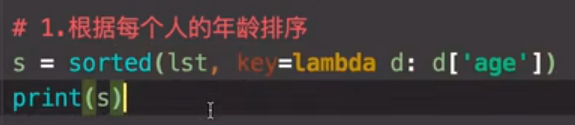 # 1.根据每个人的年龄排序
s = sorted(lst, key=lambda d: d['age'])
print(s)